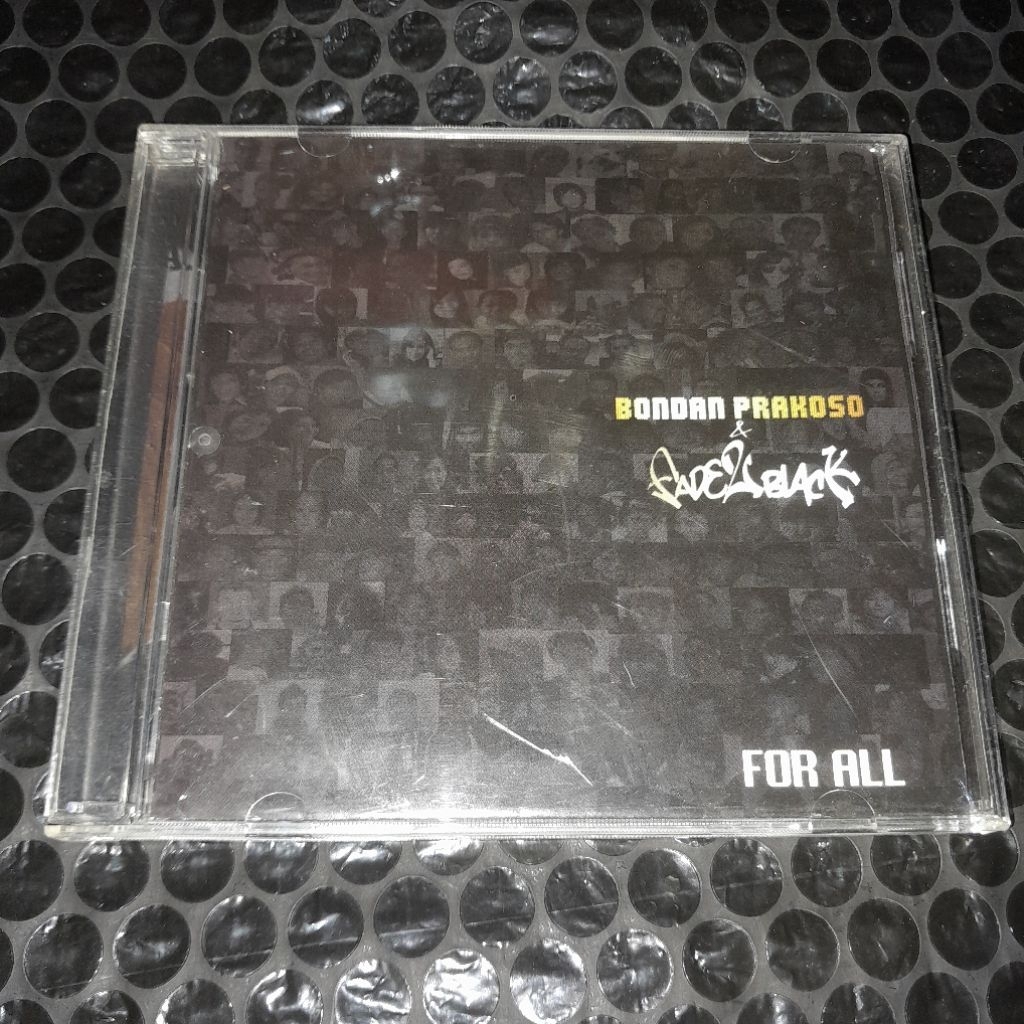 BONDAN PRAKOSO
&
FADE2BLACK
FOR ALL